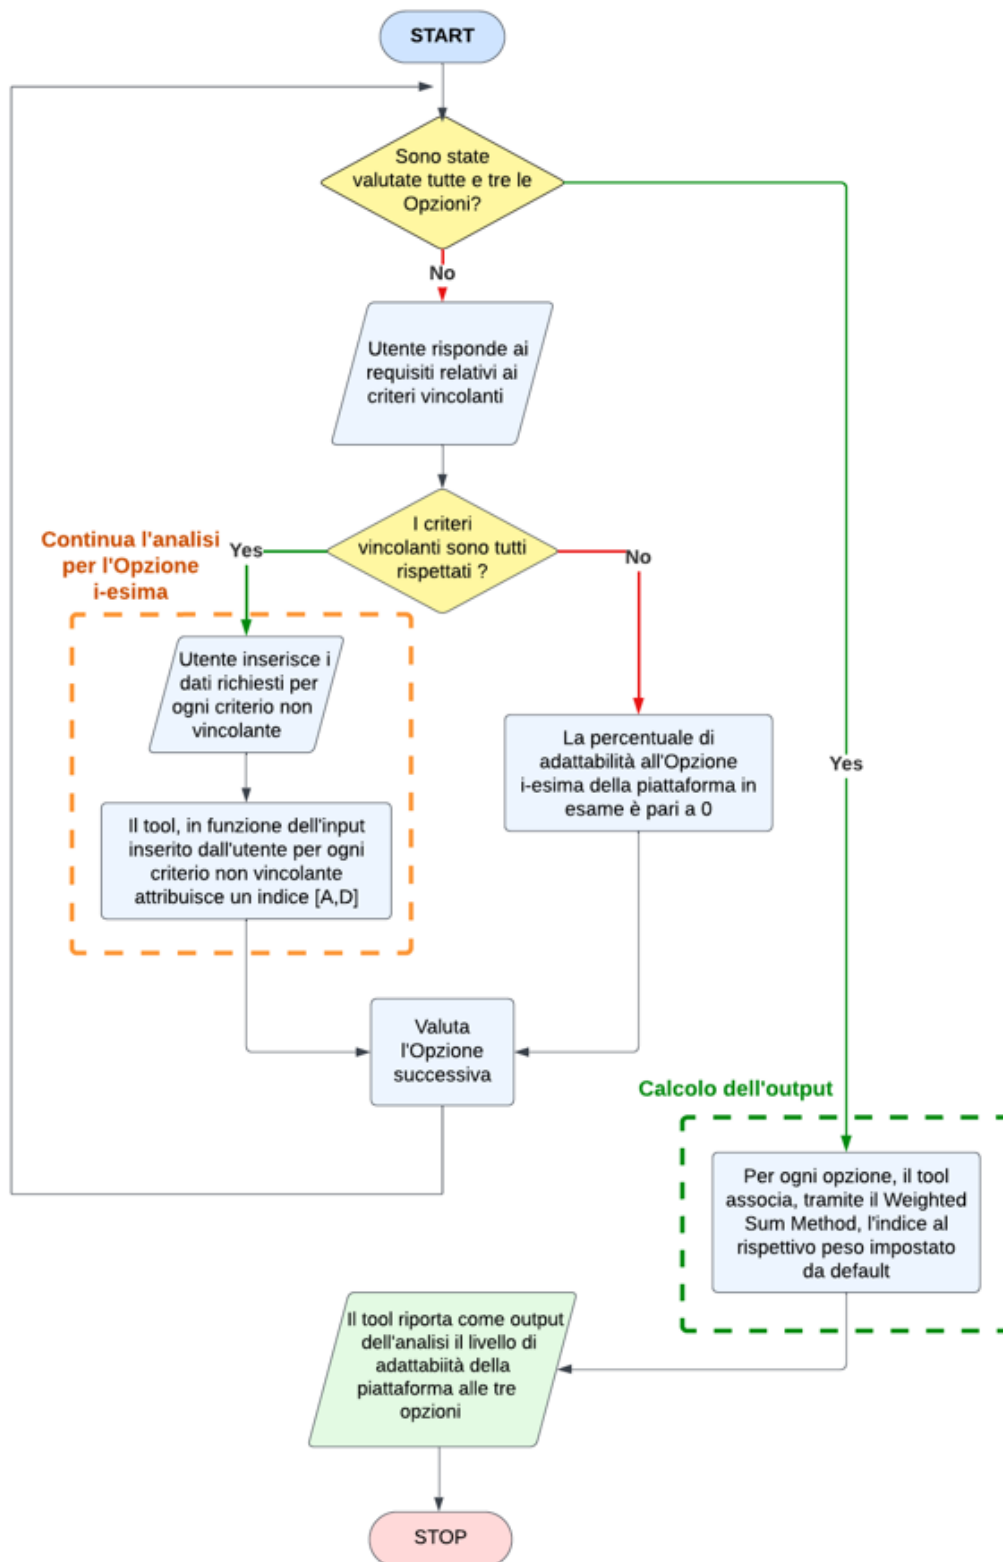 START
Sono state
valutate tutte e tre le
Opzioni?
No
Utente risponde ai
requisiti relativi ai
criteri vincolanti
I criteri
vincolanti sono tutti
rispettati ?
Continua l'analisi
per l'Opzione
i-esima
Yes
No
Utente inserisce i
dati richiesti per
ogni criterio non
vincolante
Il tool, in funzione dell'input
inserito dall'utente per ogni
criterio non vincolante
attribuisce un indice [A,D]
La percentuale di
adattabilità all'Opzione
i-esima della piattaforma in
esame è pari a 0
Yes
Valuta
l'Opzione
successiva
Calcolo dell'output
Per ogni opzione, il tool
associa, tramite il Weighted
Sum Method, l'indice al
rispettivo peso impostato
da default
Il tool riporta come output
dell'analisi il livello di
adattabiità della
piattaforma alle tre
opzioni
STOP